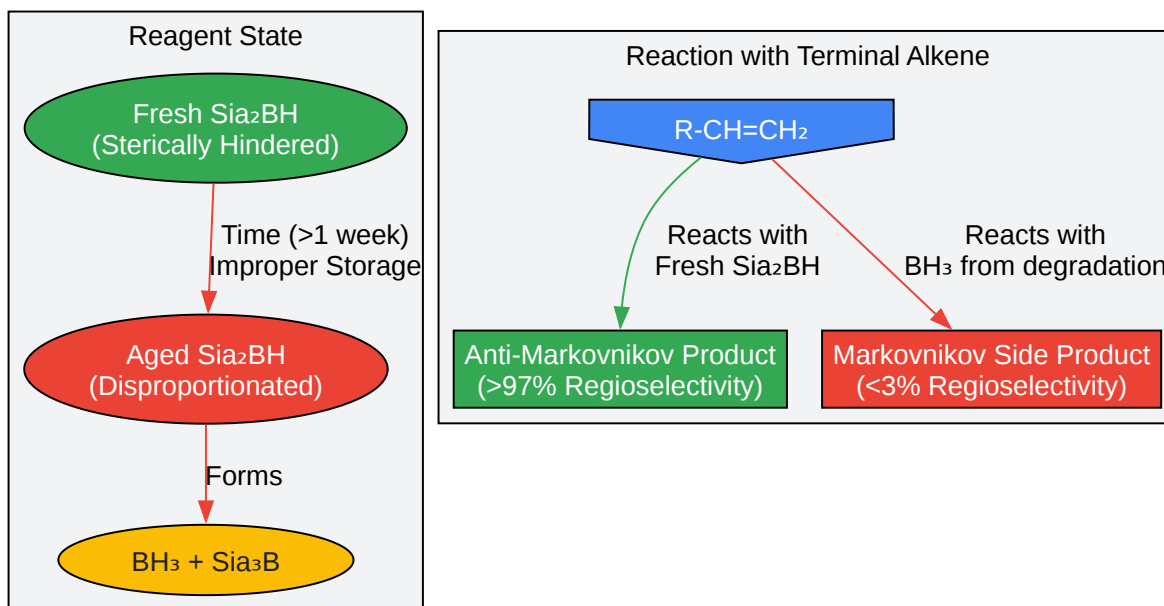 Reagent State
Fresh Sia₂BH
(Sterically Hindered)
Time (>1 week)
Improper Storage
Aged Sia₂BH
(Disproportionated)
Forms
BH₃ + Sia₃B
Reaction with Terminal Alkene
R-CH=CH₂
Reacts with
Fresh Sia₂BH
Reacts with
BH₃ from degradation
Anti-Markovnikov Product
(>97% Regioselectivity)
Markovnikov Side Product
(<3% Regioselectivity)